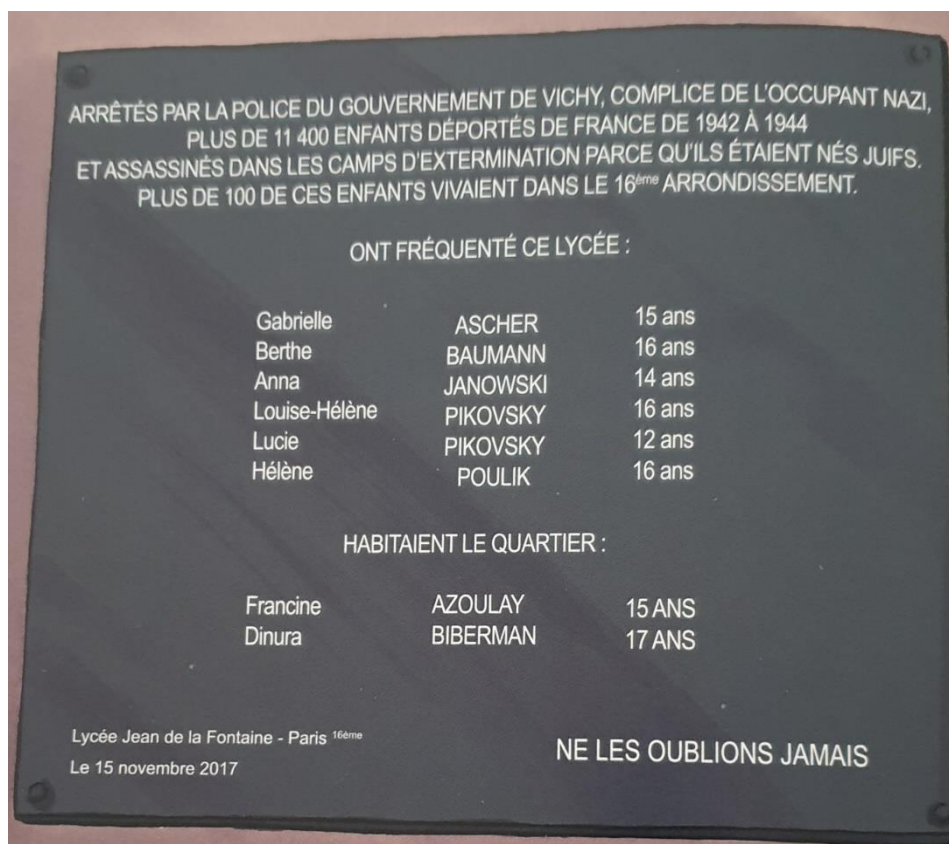 ARRÊTÉS PAR LA POLICE DU GOUVERNEMENT DE VICHY, COMPLICE DE L'OCCUPANT NAZI,
PLUS DE 11 400 ENFANTS DÉPORTÉS DE FRANCE DE 1942 À 1944
ET ASSASSINÉS DANS LES CAMPS D'EXTERMINATION PARCE QU'ILS ÉTAIENT NÉS JUIFS.
PLUS DE 100 DE CES ENFANTS VIVAIENT DANS LE 16ème ARRONDISSEMENT.
ONT FRÉQUENTÉ CE LYCÉE :
Gabrielle ASCHER 15 ans
Berthe BAUMANN 16 ans
Anna JANOWSKI 14 ans
Louise-Hélène PIKOVSKY 16 ans
Lucie PIKOVSKY 12 ans
Hélène POULIK 16 ans
HABITAIENT LE QUARTIER :
Francine AZOULAY 15 ANS
Dinura BIBERMAN 17 ANS
Lycée Jean de la Fontaine - Paris 16ème
Le 15 novembre 2017
NE LES OUBLIONS JAMAIS